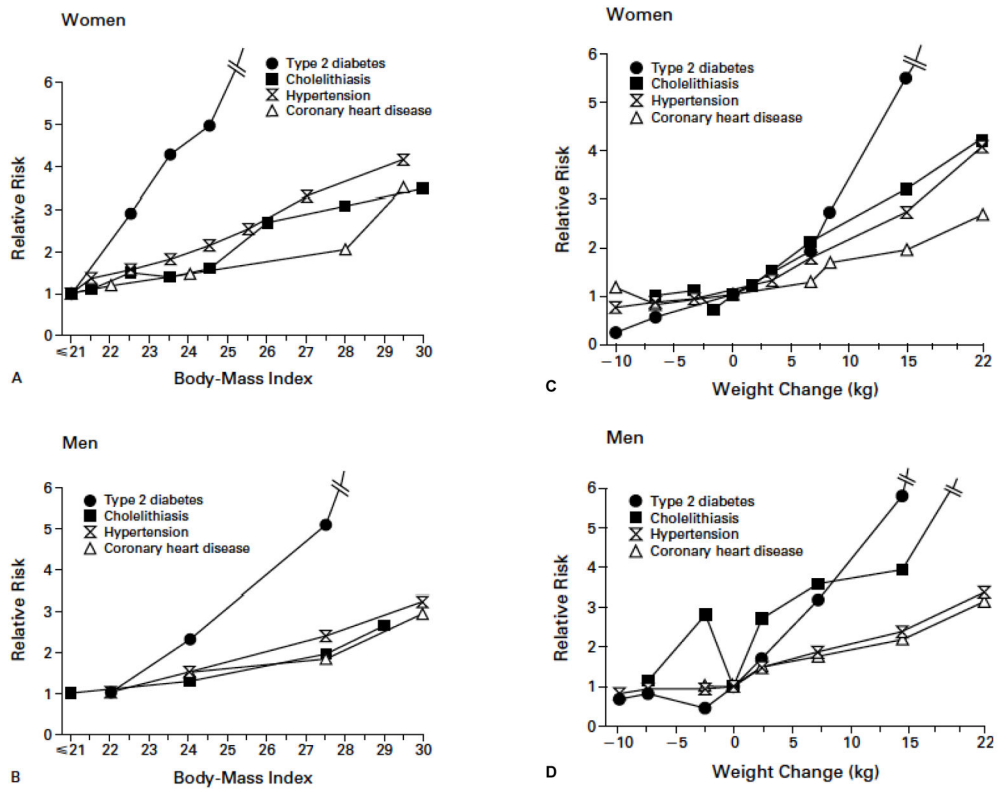 Women
6
5
4
3
2
1
0
Relative Risk
Type 2 diabetes
Cholelithiasis
Hypertension
Coronary heart disease
≤21 22 23 24 25 26 27 28 29 30
Body-Mass Index
A
Women
6
5
4
3
2
1
0
Relative Risk
Type 2 diabetes
Cholelithiasis
Hypertension
Coronary heart disease
−10 −5 0 5 10 15 22
Weight Change (kg)
C
Men
6
5
4
3
2
1
0
Relative Risk
Type 2 diabetes
Cholelithiasis
Hypertension
Coronary heart disease
≤21 22 23 24 25 26 27 28 29 30
Body-Mass Index
B
Men
6
5
4
3
2
1
0
Relative Risk
Type 2 diabetes
Cholelithiasis
Hypertension
Coronary heart disease
−10 −5 0 5 10 15 22
Weight Change (kg)
D